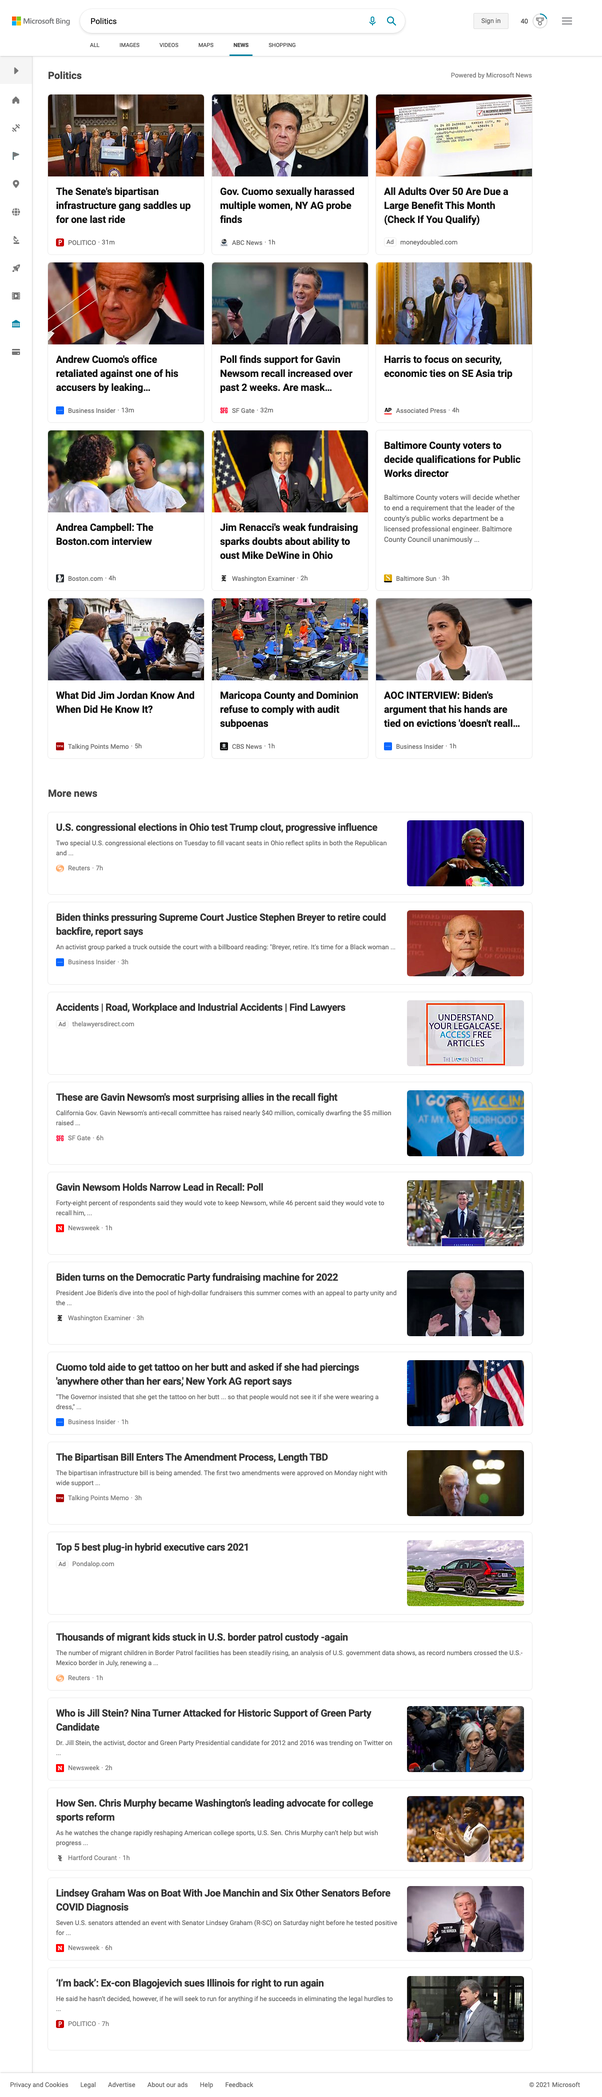 Microsoft Bing
Politics
Sign in
40
ALL IMAGES VIDEOS MAPS NEWS SHOPPING
Politics
Powered by Microsoft News
The Senate's bipartisan
infrastructure gang saddles up
for one last ride
POLITICO · 31m
Gov. Cuomo sexually harassed
multiple women, NY AG probe
finds
ABC News · 1h
All Adults Over 50 Are Due a
Large Benefit This Month
(Check If You Qualify)
Ad moneydoubled.com
Andrew Cuomo's office
retaliated against one of his
accusers by leaking...
Business Insider · 13m
Poll finds support for Gavin
Newsom recall increased over
past 2 weeks. Are mask...
SF Gate · 32m
Harris to focus on security,
economic ties on SE Asia trip
AP Associated Press · 4h
Andrea Campbell: The
Boston.com interview
Boston.com · 4h
Jim Renacci's weak fundraising
sparks doubts about ability to
oust Mike DeWine in Ohio
Washington Examiner · 2h
Baltimore County voters to
decide qualifications for Public
Works director
Baltimore County voters will decide whether
to end a requirement that the leader of the
county's public works department be a
licensed professional engineer. Baltimore
County Council unanimously ...
Baltimore Sun · 3h
What Did Jim Jordan Know And
When Did He Know It?
Talking Points Memo · 5h
Maricopa County and Dominion
refuse to comply with audit
subpoenas
CBS News · 1h
AOC INTERVIEW: Biden's
argument that his hands are
tied on evictions 'doesn't reall...
Business Insider · 1h
More news
U.S. congressional elections in Ohio test Trump clout, progressive influence
Two special U.S. congressional elections on Tuesday to fill vacant seats in Ohio reflect splits in both the Republican
and ...
Reuters · 7h
Biden thinks pressuring Supreme Court Justice Stephen Breyer to retire could
backfire, report says
An activist group parked a truck outside the court with a billboard reading: "Breyer, retire. It's time for a Black woman ...
Business Insider · 3h
Accidents | Road, Workplace and Industrial Accidents | Find Lawyers
Ad thelawyersdirect.com
UNDERSTAND
YOUR LEGALCASE.
ACCESS FREE
ARTICLES
These are Gavin Newsom's most surprising allies in the recall fight
California Gov. Gavin Newsom's anti-recall committee has raised nearly $40 million, comically dwarfing the $5 million
raised ...
SF Gate · 6h
Gavin Newsom Holds Narrow Lead in Recall: Poll
Forty-eight percent of respondents said they would vote to keep Newsom, while 46 percent said they would vote to
recall him, ...
Newsweek · 1h
Biden turns on the Democratic Party fundraising machine for 2022
President Joe Biden's dive into the pool of high-dollar fundraisers this summer comes with an appeal to party unity and
the ...
Washington Examiner · 3h
Cuomo told aide to get tattoo on her butt and asked if she had piercings
'anywhere other than her ears,' New York AG report says
"The Governor insisted that she get the tattoo on her butt ... so that people would not see it if she were wearing a
dress," ...
Business Insider · 1h
The Bipartisan Bill Enters The Amendment Process, Length TBD
The bipartisan infrastructure bill is being amended. The first two amendments were approved on Monday night with
wide support ...
Talking Points Memo · 3h
Top 5 best plug-in hybrid executive cars 2021
Ad Pondalop.com
Thousands of migrant kids stuck in U.S. border patrol custody -again
The number of migrant children in Border Patrol facilities has been steadily rising, an analysis of U.S. government data shows, as record numbers crossed the U.S.-
Mexico border in July, renewing a ...
Reuters · 1h
Who is Jill Stein? Nina Turner Attacked for Historic Support of Green Party
Candidate
Dr. Jill Stein, the activist, doctor and Green Party Presidential candidate for 2012 and 2016 was trending on Twitter on
...
Newsweek · 2h
How Sen. Chris Murphy became Washington's leading advocate for college
sports reform
As he watches the change rapidly reshaping American college sports, U.S. Sen. Chris Murphy can't help but wish
progress ...
Hartford Courant · 1h
Lindsey Graham Was on Boat With Joe Manchin and Six Other Senators Before
COVID Diagnosis
Seven U.S. senators attended an event with Senator Lindsey Graham (R-SC) on Saturday night before he tested positive
for ...
Newsweek · 6h
'I'm back': Ex-con Blagojevich sues Illinois for right to run again
He said he hasn't decided, however, if he will seek to run for anything if he succeeds in eliminating the legal hurdles to
...
POLITICO · 7h
Privacy and Cookies Legal Advertise About our ads Help Feedback
© 2021 Microsoft